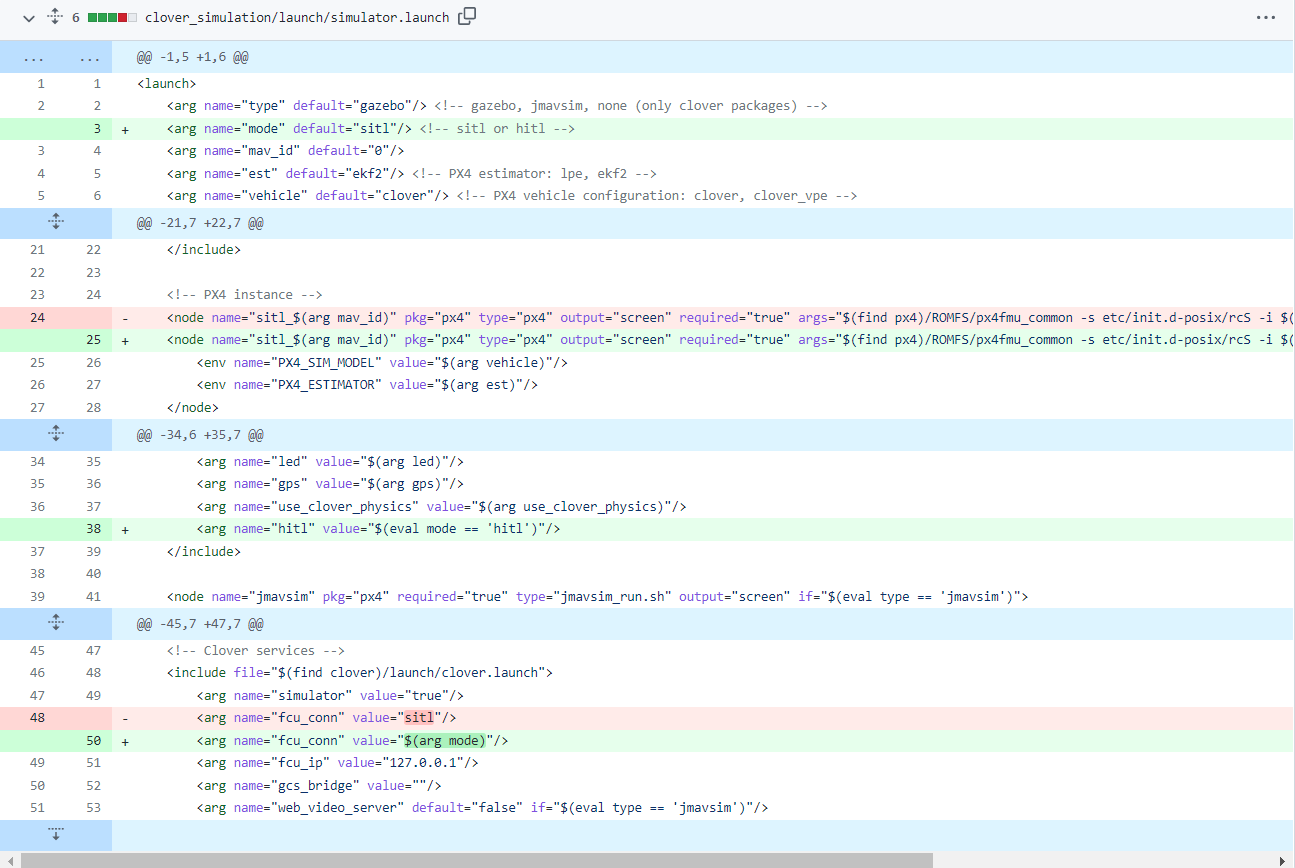 6 clover_simulation/launch/simulator.launch
... ... @@ -1,5 +1,6 @@
1 1 <launch>
2 2 <arg name="type" default="gazebo"/> <!-- gazebo, jmavsim, none (only clover packages) -->
3 + <arg name="mode" default="sitl"/> <!-- sitl or hitl -->
3 4 <arg name="mav_id" default="0"/>
4 5 <arg name="est" default="ekf2"/> <!-- PX4 estimator: lpe, ekf2 -->
5 6 <arg name="vehicle" default="clover"/> <!-- PX4 vehicle configuration: clover, clover_vpe -->
@@ -21,7 +22,7 @@
21 22 </include>
22 23
23 24 <!-- PX4 instance -->
24 - <node name="sitl_$(arg mav_id)" pkg="px4" type="px4" output="screen" required="true" args="$(find px4)/ROMFS/px4fmu_common -s etc/init.d-posix/rcS -i $(
25 + <node name="sitl_$(arg mav_id)" pkg="px4" type="px4" output="screen" required="true" args="$(find px4)/ROMFS/px4fmu_common -s etc/init.d-posix/rcS -i $(
25 26 <env name="PX4_SIM_MODEL" value="$(arg vehicle)"/>
26 27 <env name="PX4_ESTIMATOR" value="$(arg est)"/>
27 28 </node>
@@ -34,6 +35,7 @@
34 35 <arg name="led" value="$(arg led)"/>
35 36 <arg name="gps" value="$(arg gps)"/>
36 37 <arg name="use_clover_physics" value="$(arg use_clover_physics)"/>
38 + <arg name="hitl" value="$(eval mode == 'hitl')"/>
37 39 </include>
38 40
39 41 <node name="jmavsim" pkg="px4" required="true" type="jmavsim_run.sh" output="screen" if="$(eval type == 'jmavsim')">
@@ -45,7 +47,7 @@
45 47 <!-- Clover services -->
46 48 <include file="$(find clover)/launch/clover.launch">
47 49 <arg name="simulator" value="true"/>
48 - <arg name="fcu_conn" value="sitl"/>
50 + <arg name="fcu_conn" value="$(arg mode)"/>
49 51 <arg name="fcu_ip" value="127.0.0.1"/>
50 52 <arg name="gcs_bridge" value=""/>
51 53 <arg name="web_video_server" default="false" if="$(eval type == 'jmavsim')"/>